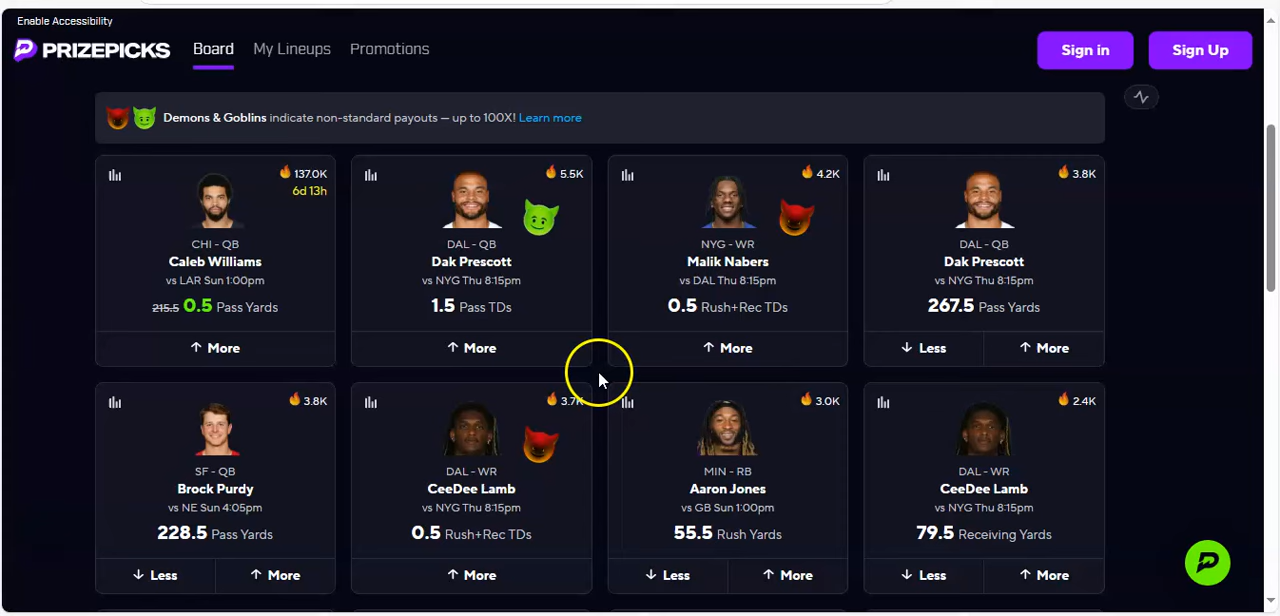 Enable Accessibility
PRIZEPICKS Board My Lineups Promotions Sign in Sign Up
Demons & Goblins indicate non-standard payouts — up to 100X! Learn more
137.0K
6d 13h
CHI - QB
Caleb Williams
vs LAR Sun 1:00pm
215.5 0.5 Pass Yards
↑ More
5.5K
DAL - QB
Dak Prescott
vs NYG Thu 8:15pm
1.5 Pass TDs
↑ More
4.2K
NYG - WR
Malik Nabers
vs DAL Thu 8:15pm
0.5 Rush+Rec TDs
↑ More
3.8K
DAL - QB
Dak Prescott
vs NYG Thu 8:15pm
267.5 Pass Yards
↓ Less ↑ More
3.8K
SF - QB
Brock Purdy
vs NE Sun 4:05pm
228.5 Pass Yards
↓ Less ↑ More
3.7K
DAL - WR
CeeDee Lamb
vs NYG Thu 8:15pm
0.5 Rush+Rec TDs
↑ More
3.0K
MIN - RB
Aaron Jones
vs GB Sun 1:00pm
55.5 Rush Yards
↓ Less ↑ More
2.4K
DAL - WR
CeeDee Lamb
vs NYG Thu 8:15pm
79.5 Receiving Yards
↓ Less ↑ More